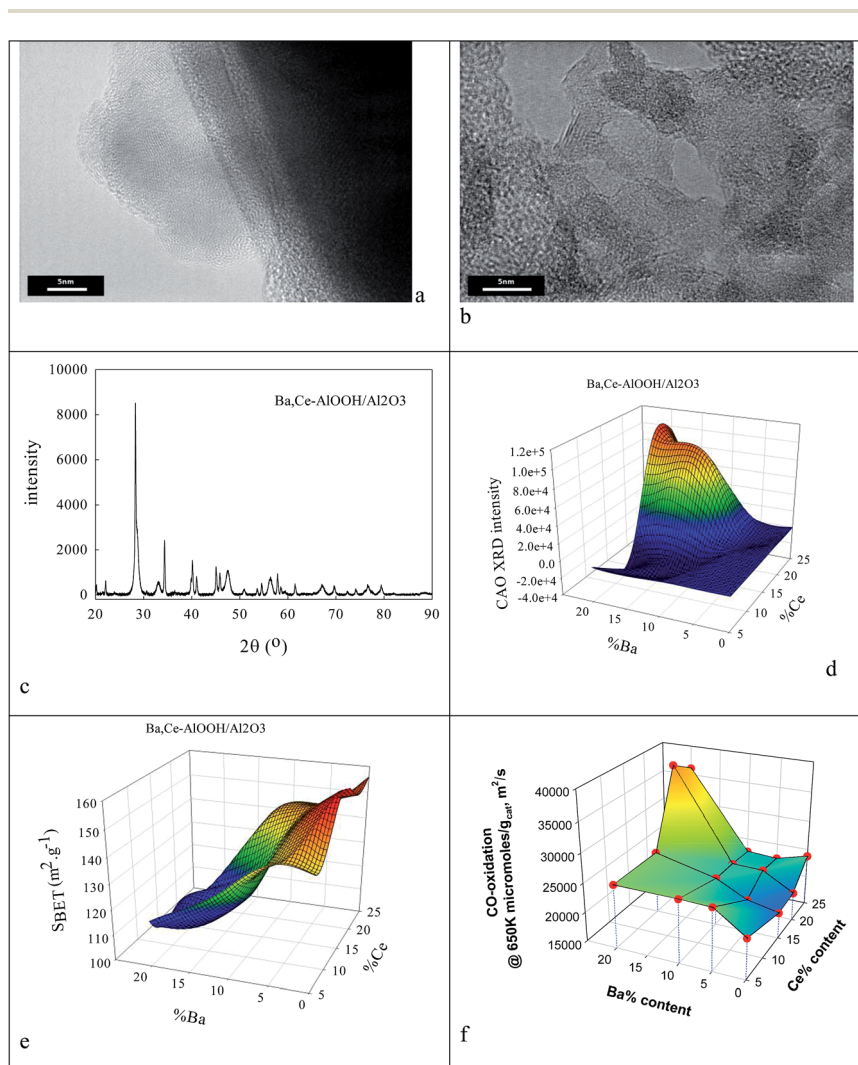 5nm
a
5nm
b
10000
8000
6000
4000
2000
0
intensity
Ba,Ce-AlOOH/Al2O3
20 30 40 50 60 70 80 90
2θ (⁰)
c
Ba,Ce-AlOOH/Al2O3
1.2e+5
1.0e+5
8.0e+4
6.0e+4
4.0e+4
2.0e+4
0.0
-2.0e+4
-4.0e+4
CAO XRD intensity
20
15
10
5
0
%Ba
5
10
15
20
25
%Ce
d
Ba,Ce-AlOOH/Al2O3
160
150
140
130
120
110
100
SBET (m²·g⁻¹)
20
15
10
5
0
%Ba
5
10
15
20
25
%Ce
e
40000
35000
30000
25000
20000
15000
CO-oxidation
@ 650K micromoles/gcat, m²/s
20
15
10
5
0
Ba% content
5
10
15
20
25
Ce% content
f